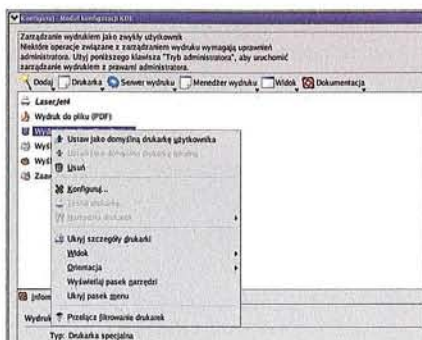 Konfiguruj - Moduł konfiguracji KDE
Zarządzanie wydrukiem jako zwykły użytkownik
Niektóre operacje związane z zarządzaniem wydruku wymagają uprawnień
administratora. Użyj poniższego klawisza "Tryb administratora", aby uruchomić
zarządzanie wydrukiem z prawami administratora.
Dodaj Drukarka Serwer wydruku Menedżer wydruku Widok Dokumentacja
LaserJet4
Wydruk do pliku (PDF)
Ustaw jako domyślną drukarkę użytkownika
Usuń
Konfiguruj...
Ukryj szczegóły drukarki
Widok
Orientacja
Wyświetlaj pasek narzędzi
Ukryj pasek menu
Przełącz filtrowanie drukarek
Typ: Drukarka specjalna